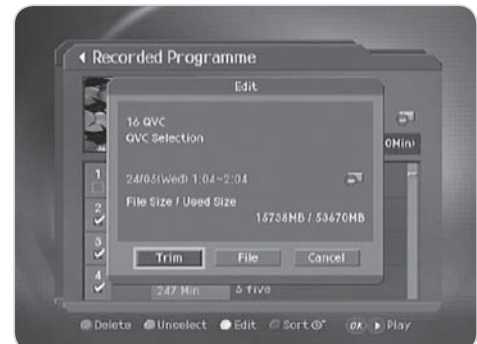 Recorded Programme
Edit
16 QVC
QVC Selection
0Min)
24/05(Wed) 1:04~2:04
File Size / Used Size
15738MB / 53670MB
1
2
3
4
Trim File Cancel
247 Min 5 five
Delete Unselect Edit Sort OK Play